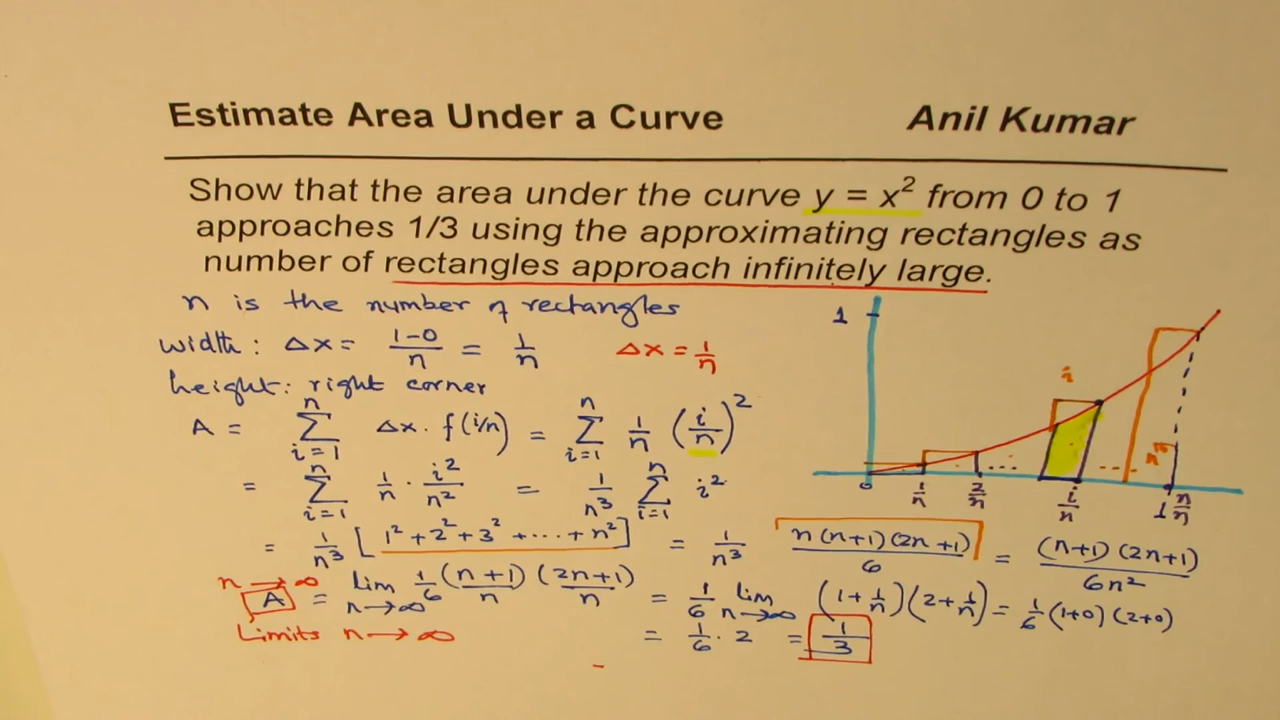 Estimate Area Under a Curve Anil Kumar
Show that the area under the curve y = x² from 0 to 1
approaches 1/3 using the approximating rectangles as
number of rectangles approach infinitely large.
n is the number of rectangles
width: Δx = (1-0)/n = 1/n Δx = 1/n
height: right corner
A = ∑_{i=1}^{n} Δx · f(i/n) = ∑_{i=1}^{n} 1/n (i/n)²
= ∑_{i=1}^{n} 1/n · i²/n² = 1/n³ ∑_{i=1}^{n} i²
= 1/n³ [1² + 2² + 3² + ... + n²] = 1/n³ n(n+1)(2n+1)/6 = (n+1)(2n+1)/6n²
n → ∞
A = lim_{n→∞} 1/6 (n+1)/n (2n+1)/n = 1/6 lim_{n→∞} (1+1/n)(2+1/n) = 1/6 (1+0)(2+0)
Limits n → ∞ = 1/6 · 2 = 1/3
1
i
nᵗʰ
0 1/n 2/n ... i/n ... 1 n/n